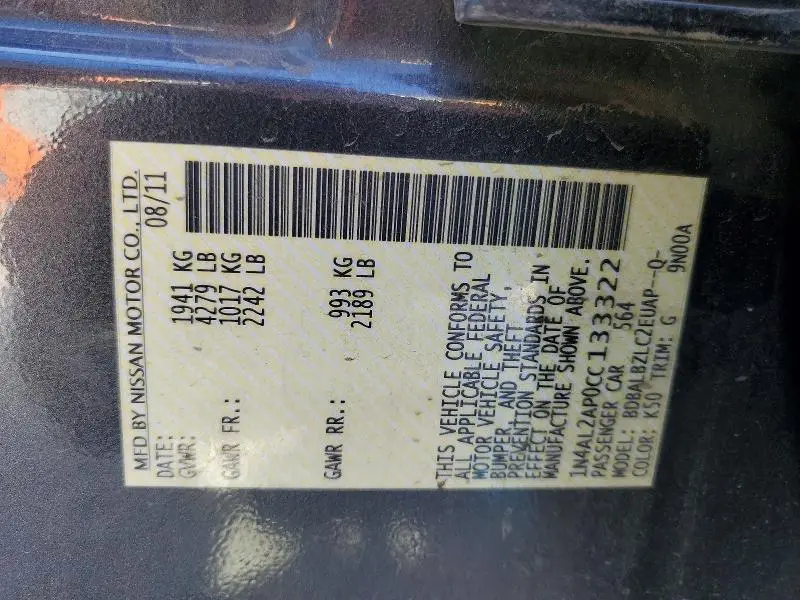 MFD BY NISSAN MOTOR CO., LTD.
DATE: 08/11
GVWR: 1941 KG
4279 LB
GAWR FR.: 1017 KG
2242 LB
GAWR RR.: 993 KG
2189 LB
THIS VEHICLE CONFORMS TO
ALL APPLICABLE FEDERAL
MOTOR VEHICLE SAFETY,
BUMPER, AND THEFT
PREVENTION STANDARDS IN
EFFECT ON THE DATE OF
MANUFACTURE SHOWN ABOVE.
1N4AL2AP0CC133322
PASSENGER CAR 564
MODEL: BDBALBZLC2EUAP--Q-
COLOR: K50 TRIM: G 9N00A